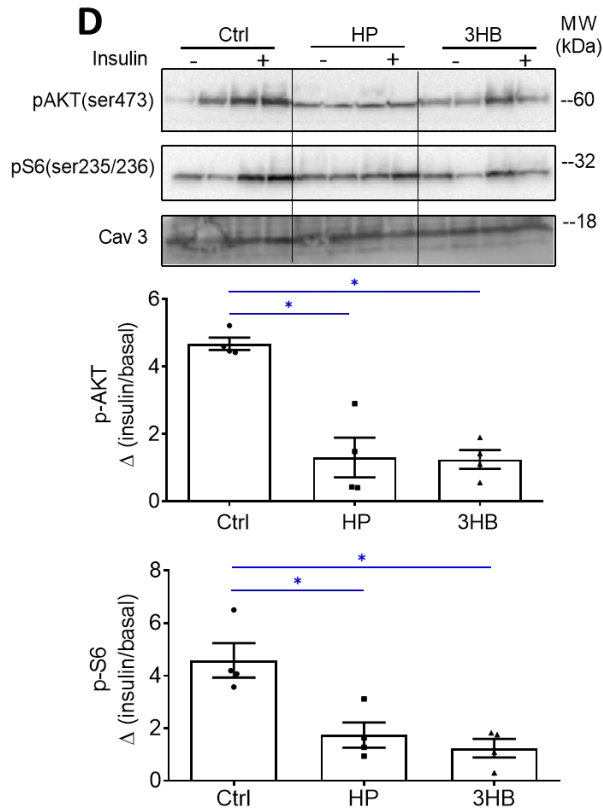 D
Ctrl HP 3HB MW (kDa)
Insulin - + - + - +
pAKT(ser473) --60
pS6(ser235/236) --32
Cav 3 --18
* 
*
6
4
2
0
p-AKT
Δ (insulin/basal)
Ctrl HP 3HB
*
*
8
6
4
2
0
p-S6
Δ (insulin/basal)
Ctrl HP 3HB